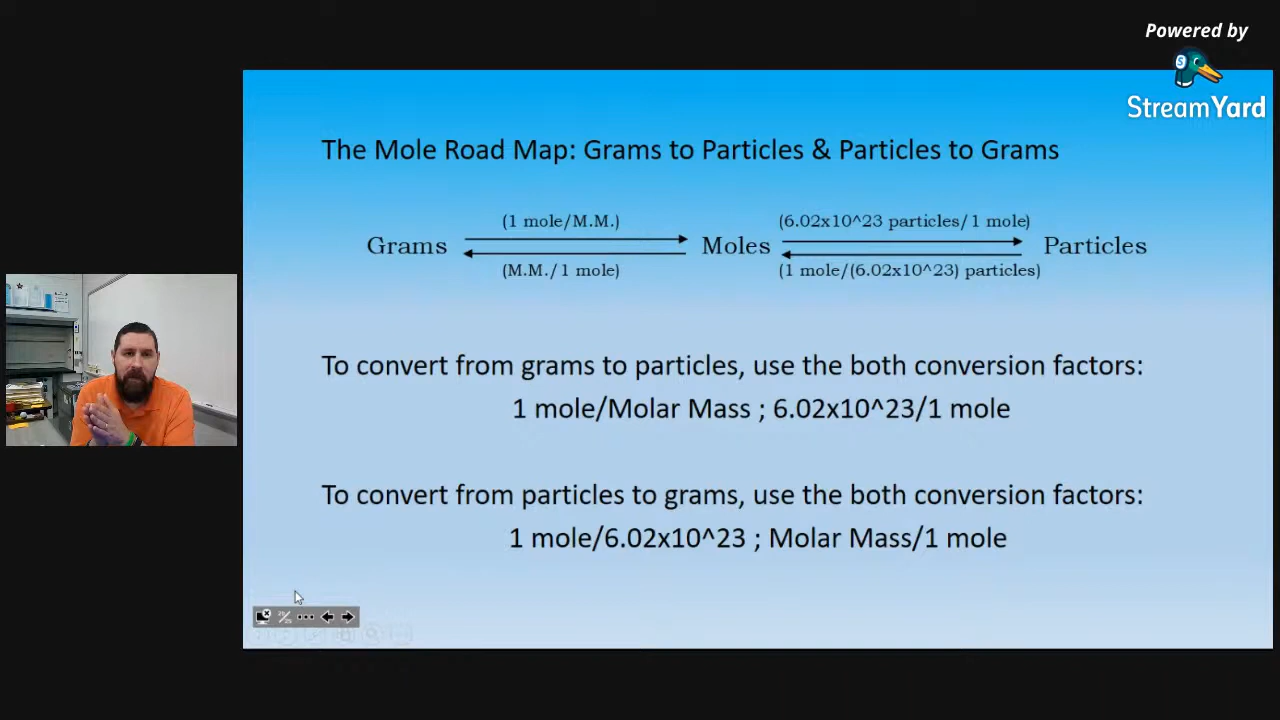 Powered by
StreamYard
The Mole Road Map: Grams to Particles & Particles to Grams
(1 mole/M.M.)
(6.02x10^23 particles/1 mole)
Grams
Moles
Particles
(M.M./1 mole)
(1 mole/(6.02x10^23) particles)
To convert from grams to particles, use the both conversion factors:
1 mole/Molar Mass ; 6.02x10^23/1 mole
To convert from particles to grams, use the both conversion factors:
1 mole/6.02x10^23 ; Molar Mass/1 mole